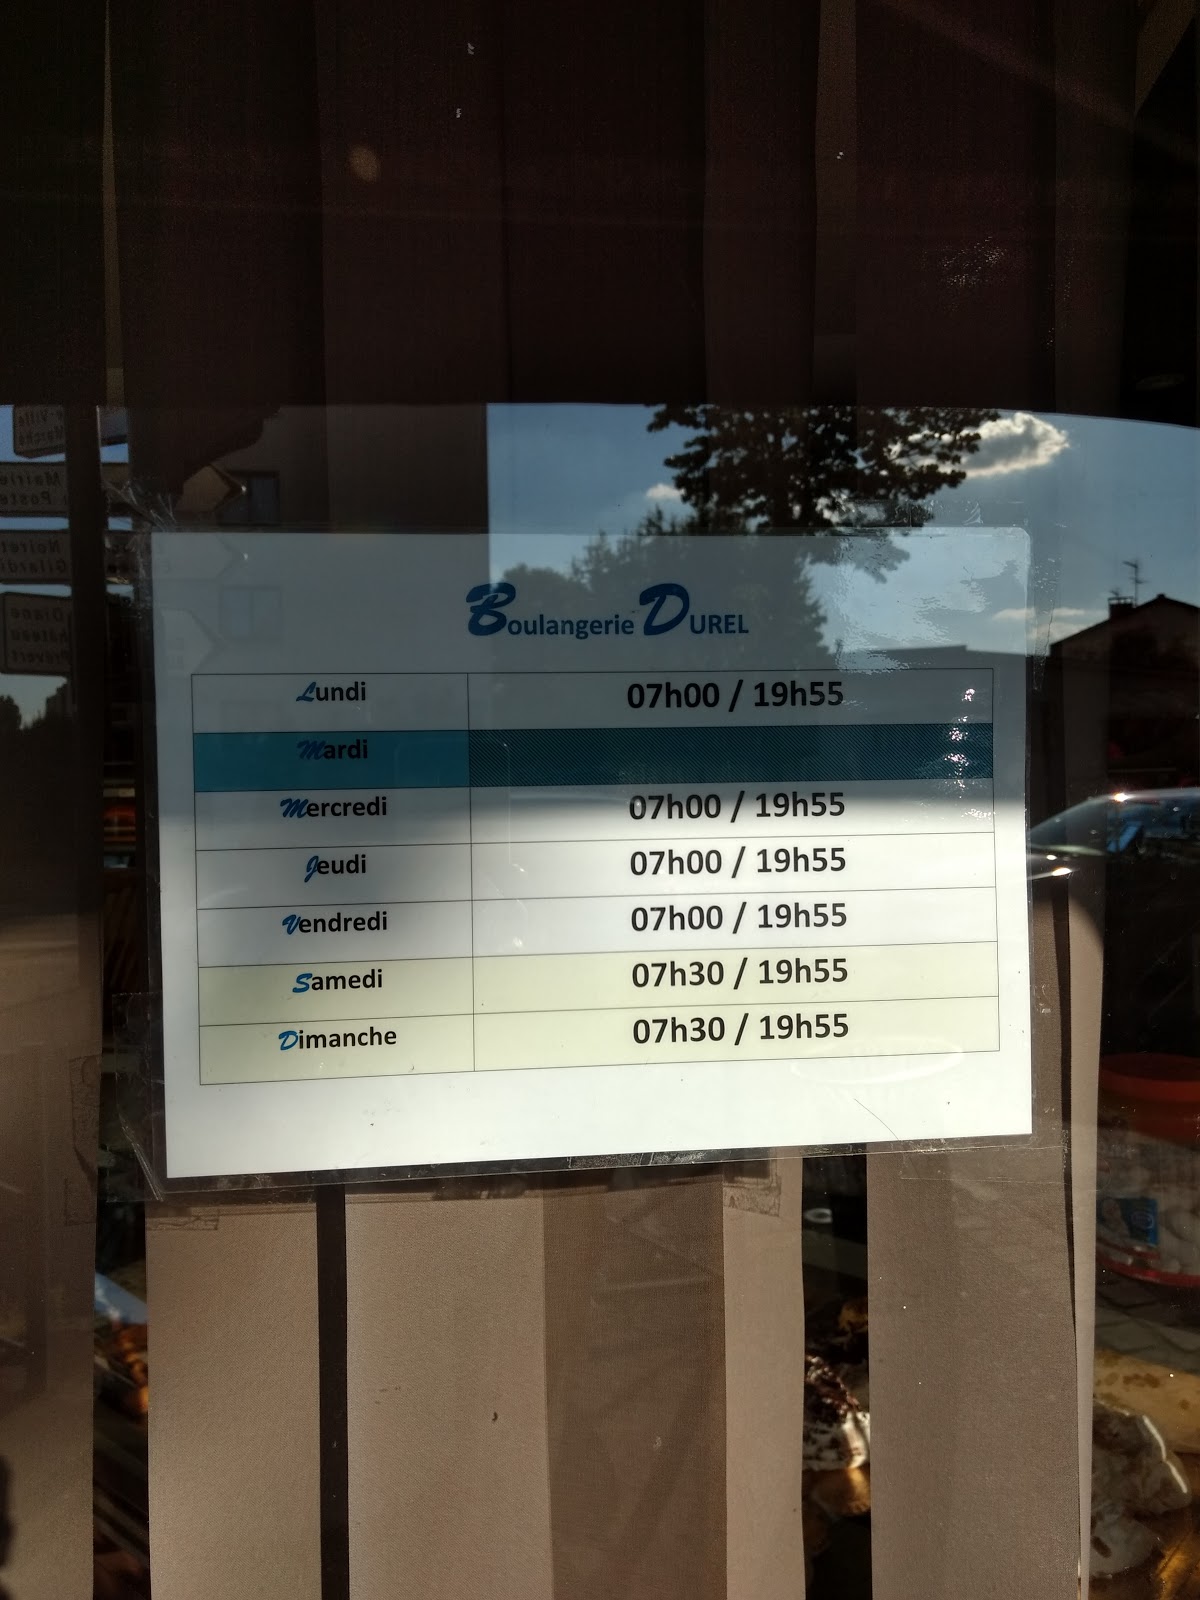 Boulangerie DUREL
Lundi 07h00 / 19h55
Mardi
Mercredi 07h00 / 19h55
Jeudi 07h00 / 19h55
Vendredi 07h00 / 19h55
Samedi 07h30 / 19h55
Dimanche 07h30 / 19h55